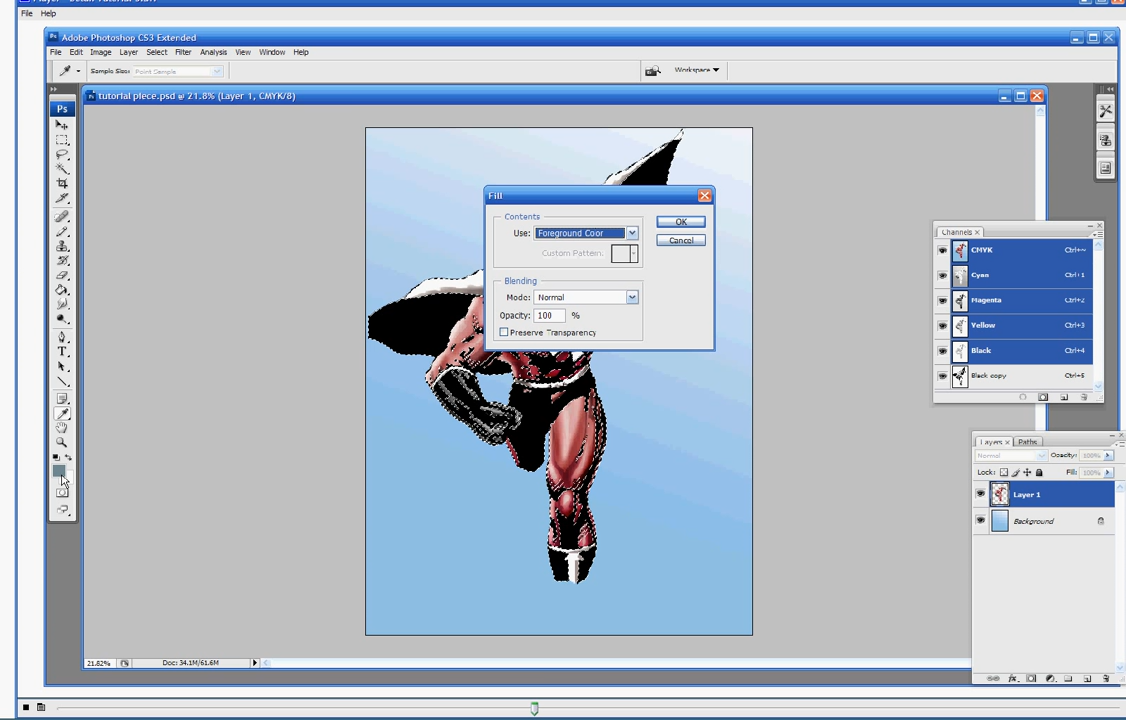 File Help
Adobe Photoshop CS3 Extended
File Edit Image Layer Select Filter Analysis View Window Help
Sample Size: Point Sample
Workspace
Ps
tutorial piece.psd @ 21.8% (Layer 1, CMYK/8)
Ps
Fill
Contents
Use: Foreground Color
OK
Custom Pattern:
Cancel
Blending
Mode: Normal
Opacity: 100 %
Preserve Transparency
Channels x
CMYK Ctrl+~
Cyan Ctrl+1
Magenta Ctrl+2
Yellow Ctrl+3
Black Ctrl+4
Black copy Ctrl+5
T
Layers x Paths
Normal Opacity: 100%
Lock: Fill: 100%
Layer 1
Background
fx
21.82% Doc: 34.1M/61.6M